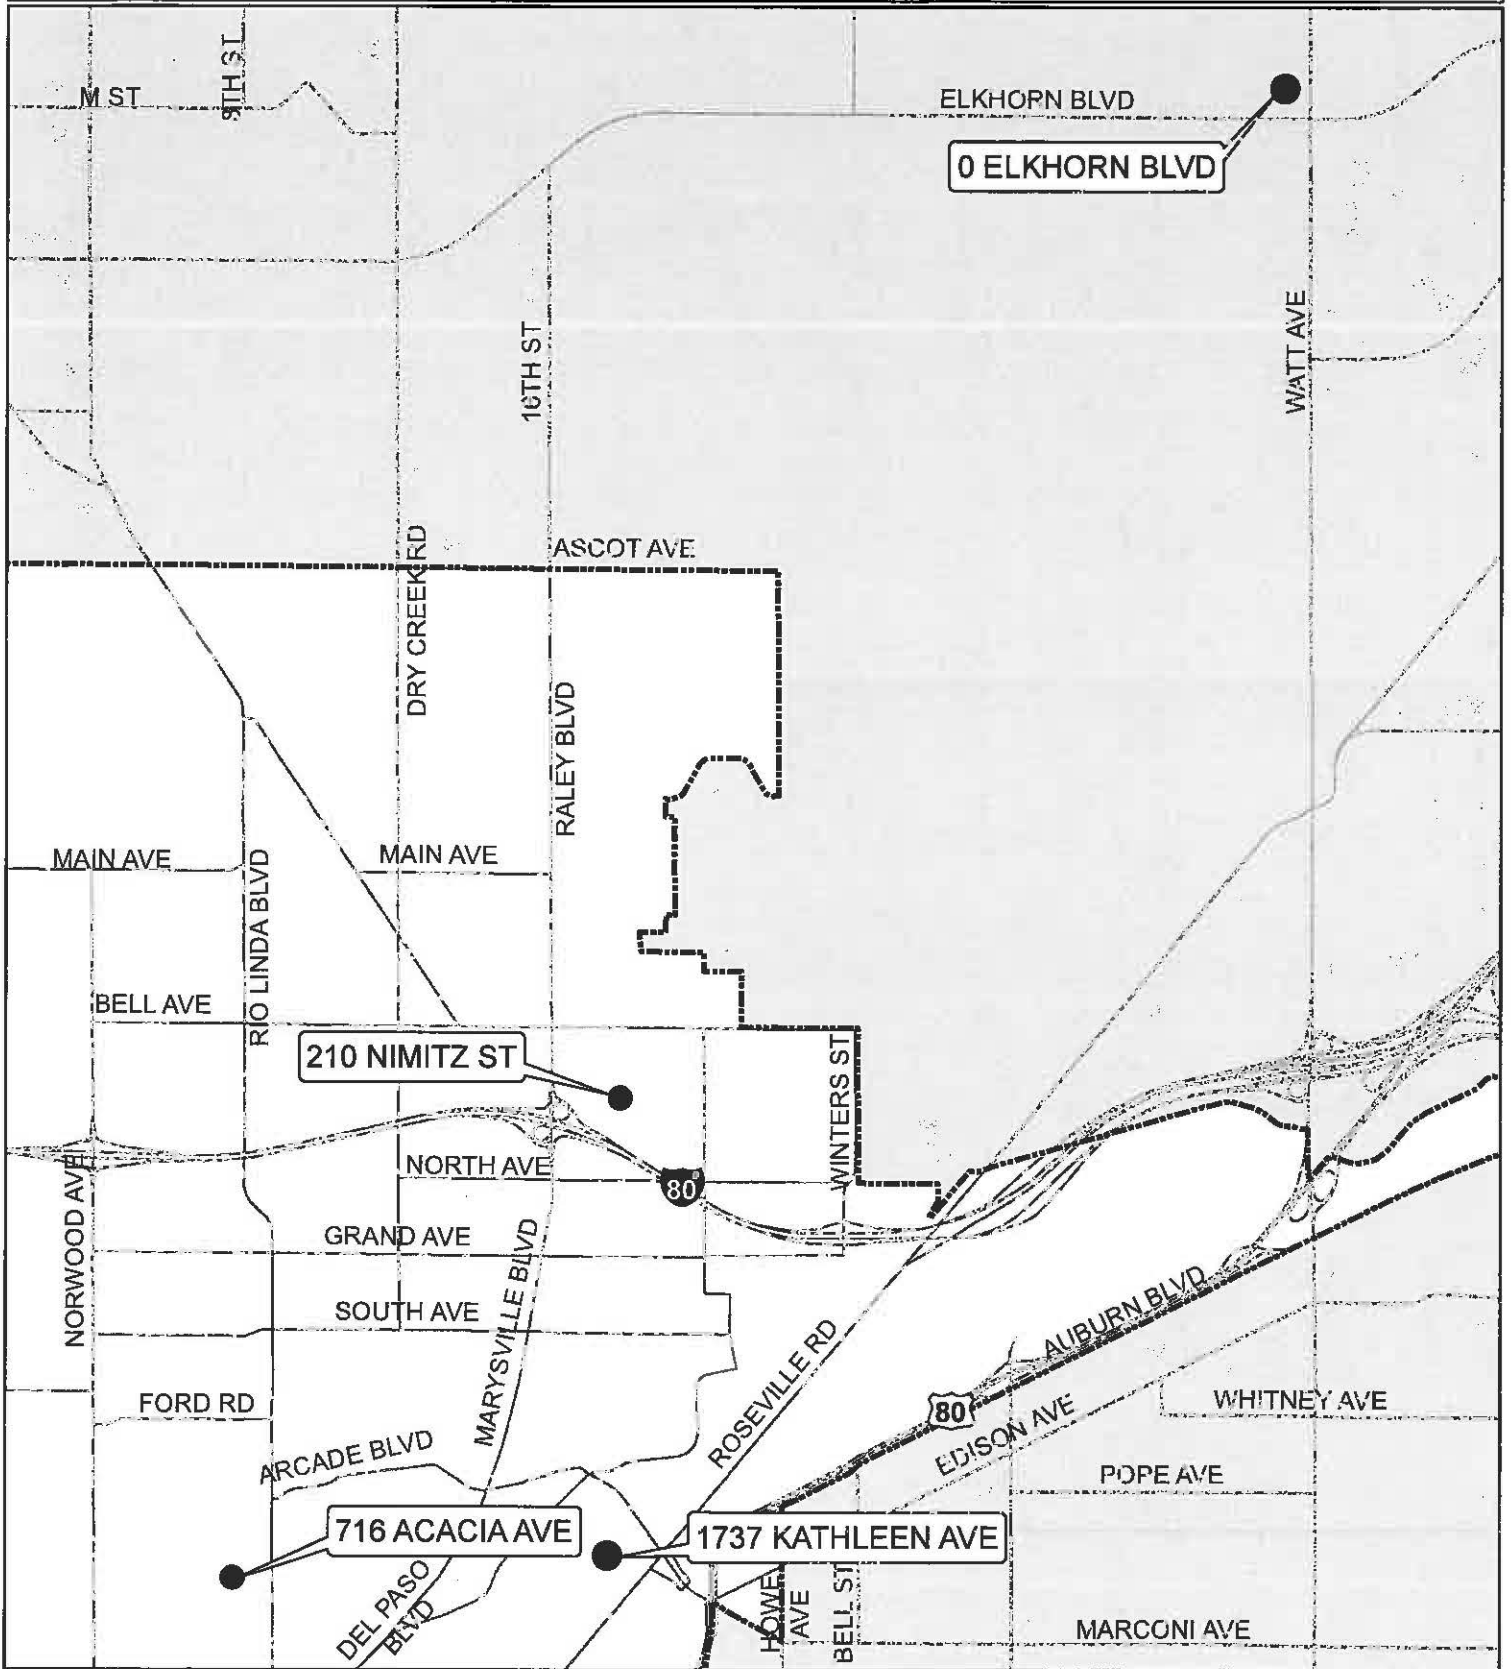 M ST
9TH ST
ELKHORN BLVD
0 ELKHORN BLVD
16TH ST
WATT AVE
ASCOT AVE
DRY CREEK RD
RALEY BLVD
MAIN AVE
MAIN AVE
RIO LINDA BLVD
BELL AVE
210 NIMITZ ST
WINTERS ST
NORTH AVE
80
NORWOOD AVE
GRAND AVE
MARYSVILLE BLVD
SOUTH AVE
AUBURN BLVD
ROSEVILLE RD
FORD RD
80
WHITNEY AVE
EDISON AVE
ARCADE BLVD
POPE AVE
716 ACACIA AVE
1737 KATHLEEN AVE
DEL PASO
BLVD
HOWE
AVE
BELL ST
MARCONI AVE